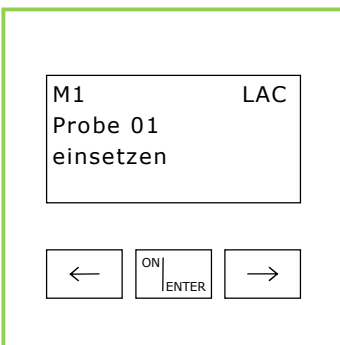 M1 LAC
Probe 01
einsetzen
← ON ENTER →